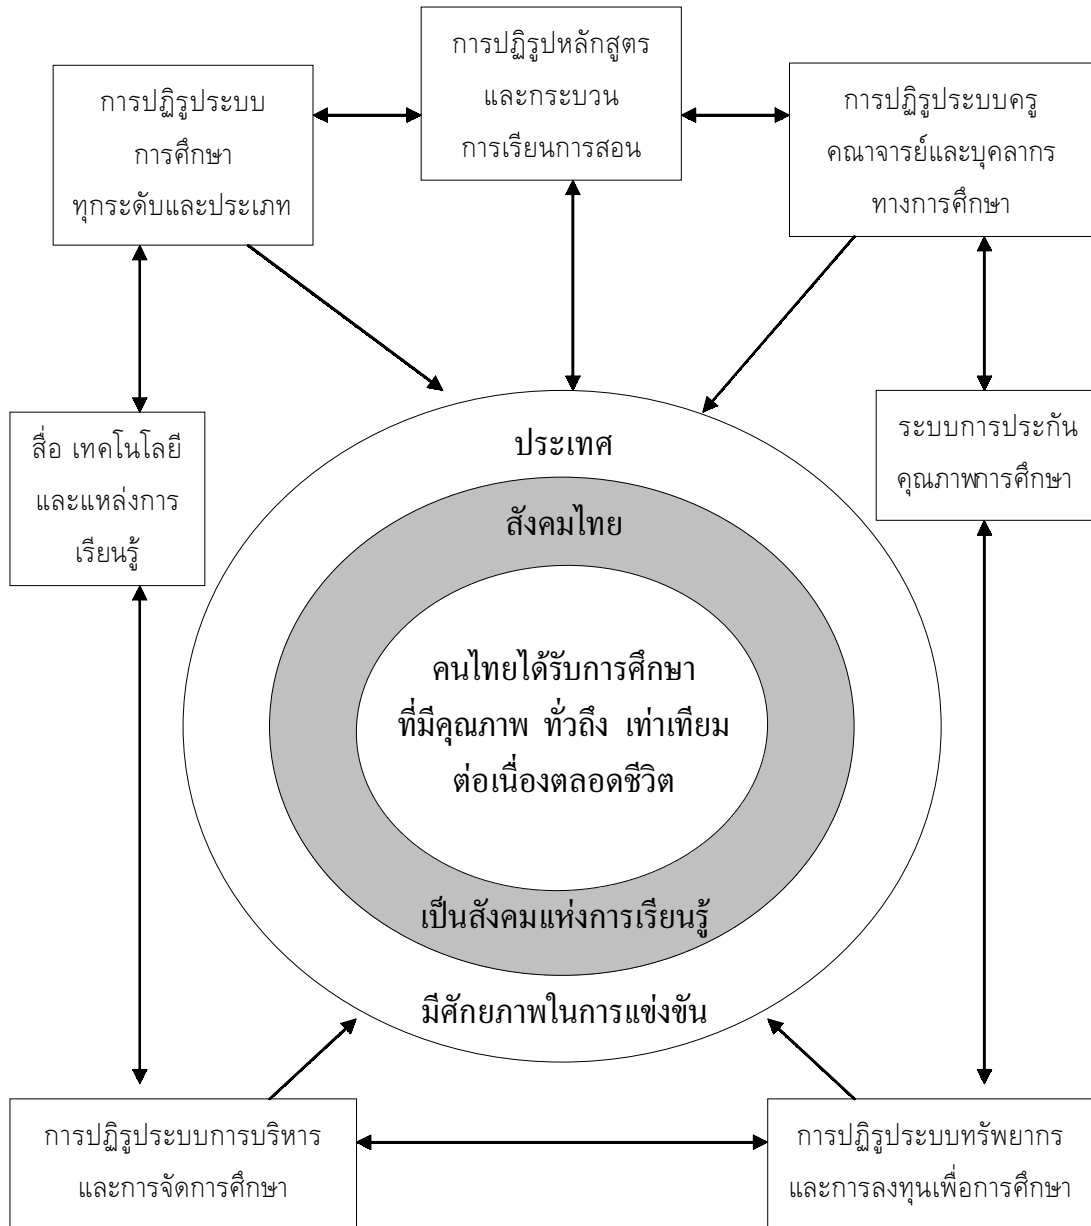 การปฏิรูปหลักสูตร
และกระบวน
การเรียนการสอน
การปฏิรูประบบ
การศึกษา
ทุกระดับและประเภท
การปฏิรูประบบครู
คณาจารย์และบุคลากร
ทางการศึกษา
สื่อ เทคโนโลยี
และแหล่งการ
เรียนรู้
ระบบการประกัน
คุณภาพการศึกษา
ประเทศ
สังคมไทย
คนไทยได้รับการศึกษา
ที่มีคุณภาพ ทั่วถึง เท่าเทียม
ต่อเนื่องตลอดชีวิต
เป็นสังคมแห่งการเรียนรู้
มีศักยภาพในการแข่งขัน
การปฏิรูประบบการบริหาร
และการจัดการศึกษา
การปฏิรูประบบทรัพยากร
และการลงทุนเพื่อการศึกษา